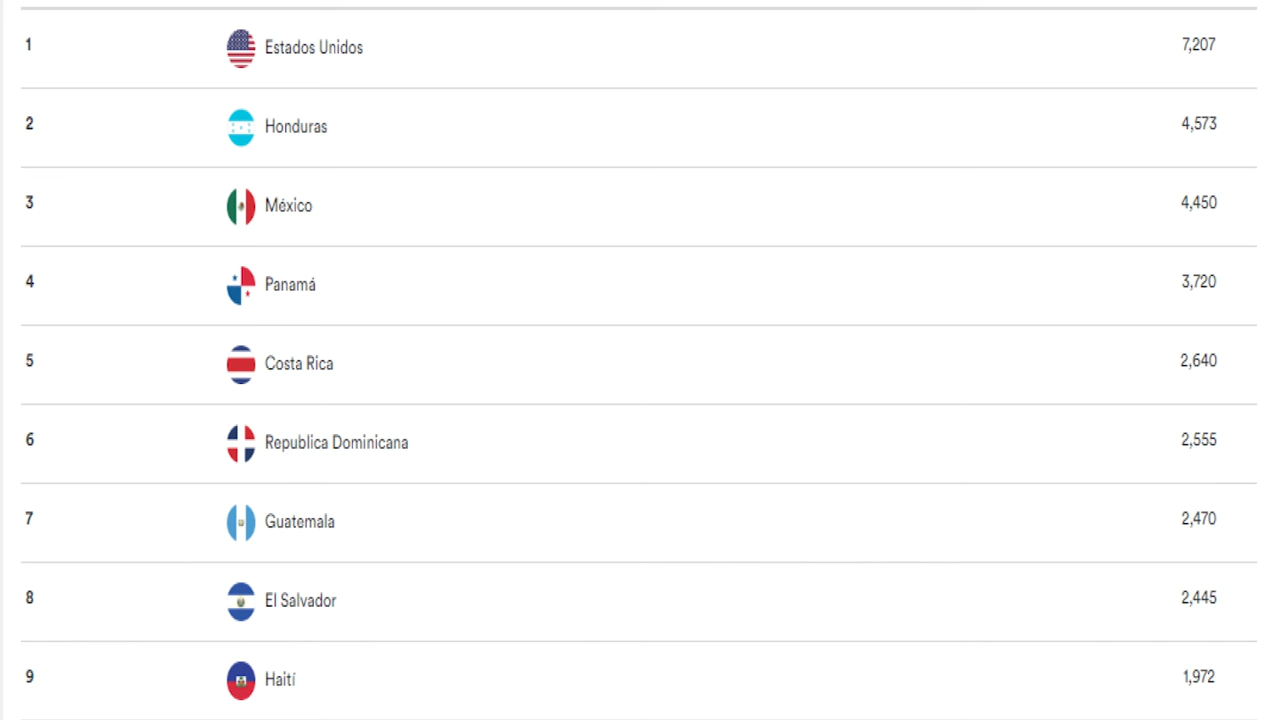 1 Estados Unidos 7,207
2 Honduras 4,573
3 México 4,450
4 Panamá 3,720
5 Costa Rica 2,640
6 Republica Dominicana 2,555
7 Guatemala 2,470
8 El Salvador 2,445
9 Haití 1,972